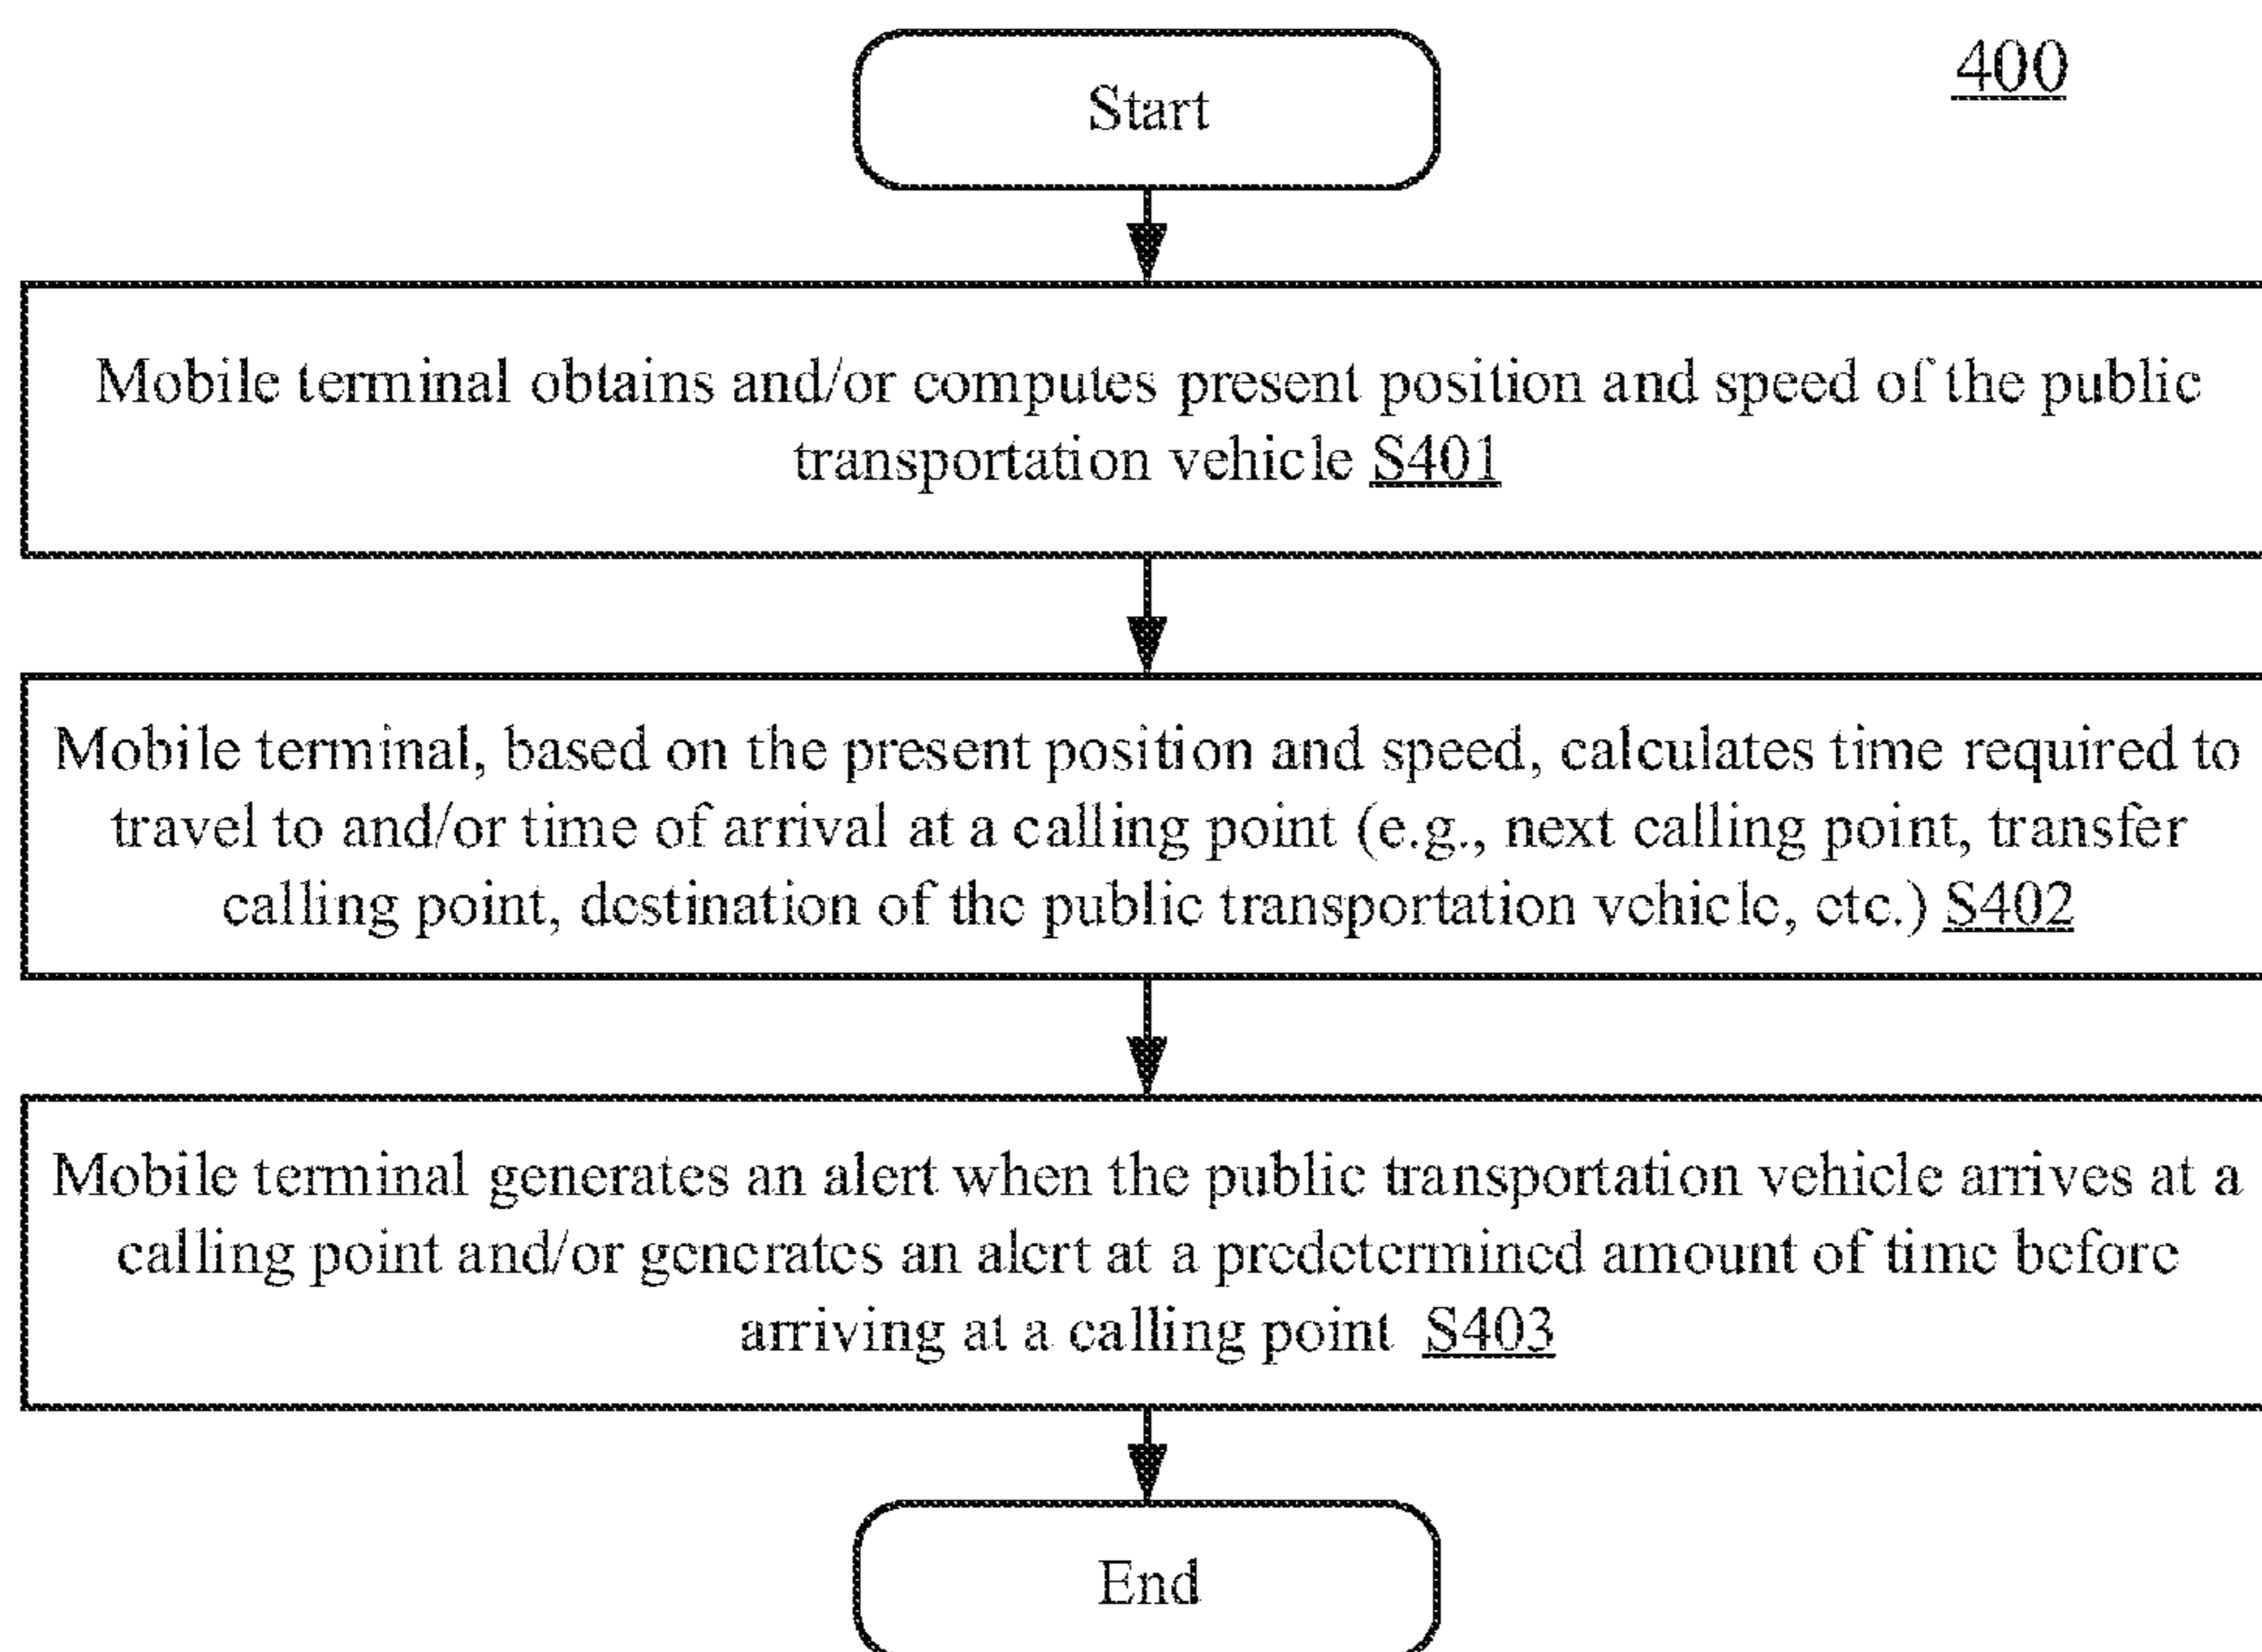 400
Start
Mobile terminal obtains and/or computes present position and speed of the public
transportation vehicle S401
Mobile terminal, based on the present position and speed, calculates time required to
travel to and/or time of arrival at a calling point (e.g., next calling point, transfer
calling point, destination of the public transportation vehicle, etc.) S402
Mobile terminal generates an alert when the public transportation vehicle arrives at a
calling point and/or generates an alert at a predetermined amount of time before
arriving at a calling point S403
End